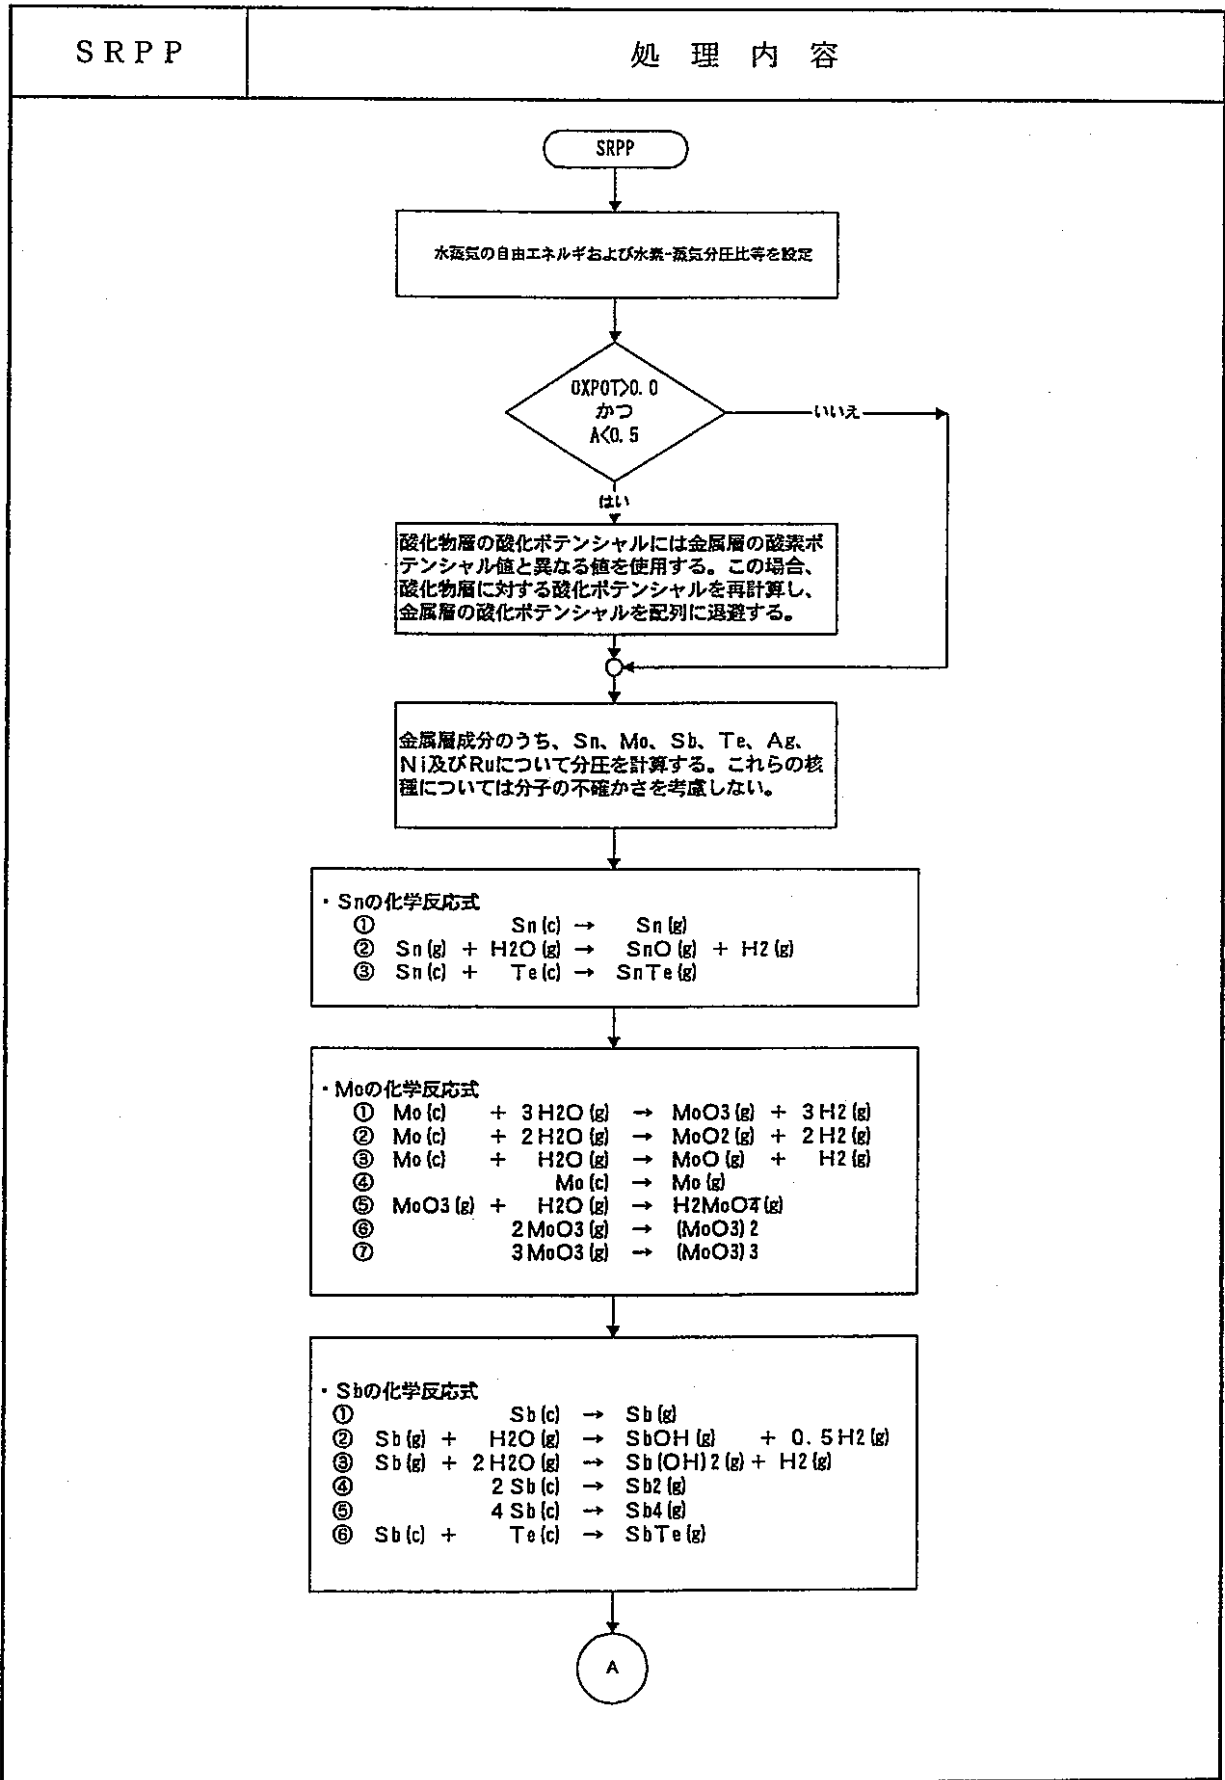 SRPP
処理内容
SRPP
水蒸気の自由エネルギおよび水素-蒸気分圧比等を設定
OXPOT>0.0
かつ
A<0.5
いいえ
はい
酸化物層の酸化ポテンシャルには金属層の酸素ポ
テンシャル値と異なる値を使用する。この場合、
酸化物層に対する酸化ポテンシャルを再計算し、
金属層の酸化ポテンシャルを配列に退避する。
金属層成分のうち、Sn、Mo、Sb、Te、Ag、
Ni及びRuについて分圧を計算する。これらの核
種については分子の不確かさを考慮しない。
・Snの化学反応式
① Sn(c) → Sn(g)
② Sn(g) + H2O(g) → SnO(g) + H2(g)
③ Sn(c) + Te(c) → SnTe(g)
・Moの化学反応式
① Mo(c) + 3H2O(g) → MoO3(g) + 3H2(g)
② Mo(c) + 2H2O(g) → MoO2(g) + 2H2(g)
③ Mo(c) + H2O(g) → MoO(g) + H2(g)
④ Mo(c) → Mo(g)
⑤ MoO3(g) + H2O(g) → H2MoO4(g)
⑥ 2MoO3(g) → (MoO3)2
⑦ 3MoO3(g) → (MoO3)3
・Sbの化学反応式
① Sb(c) → Sb(g)
② Sb(g) + H2O(g) → SbOH(g) + 0.5H2(g)
③ Sb(g) + 2H2O(g) → Sb(OH)2(g) + H2(g)
④ 2Sb(c) → Sb2(g)
⑤ 4Sb(c) → Sb4(g)
⑥ Sb(c) + Te(c) → SbTe(g)
A